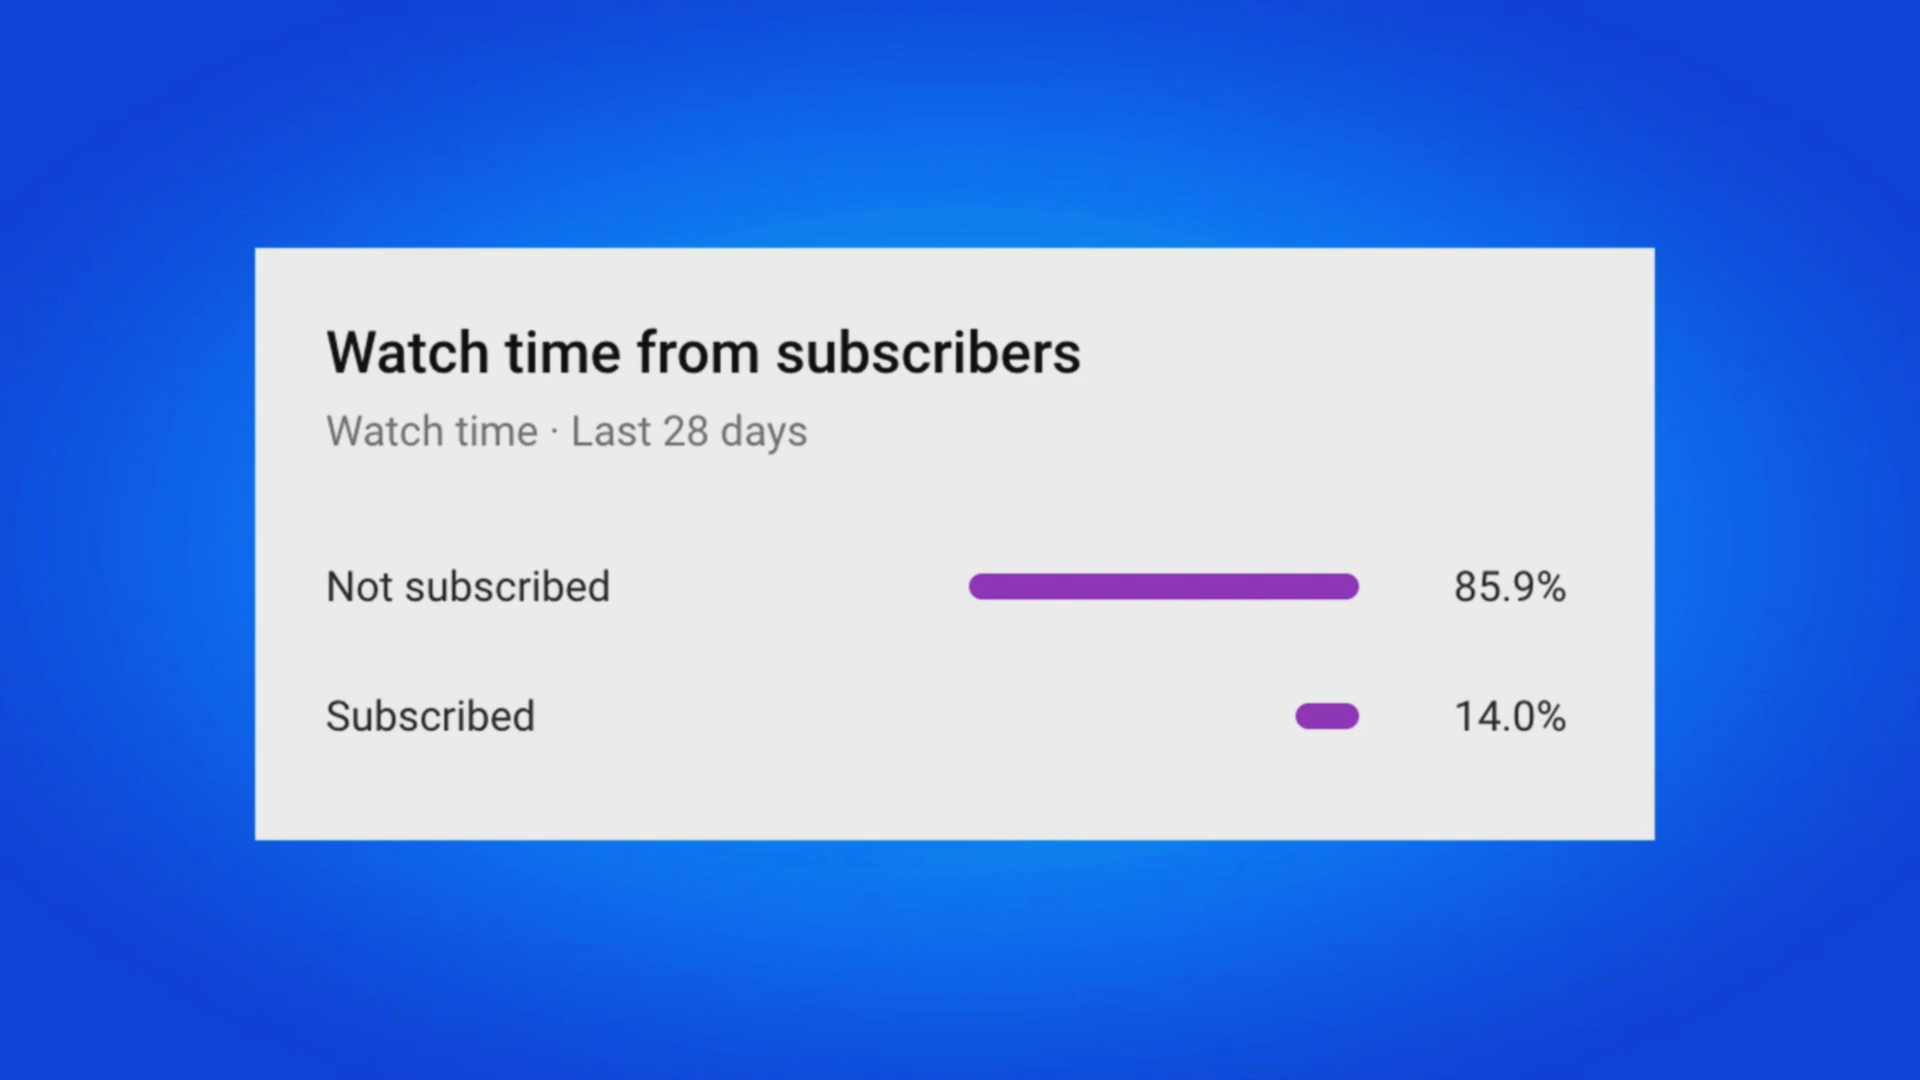 Watch time from subscribers
Watch time · Last 28 days
Not subscribed 85.9%
Subscribed 14.0%